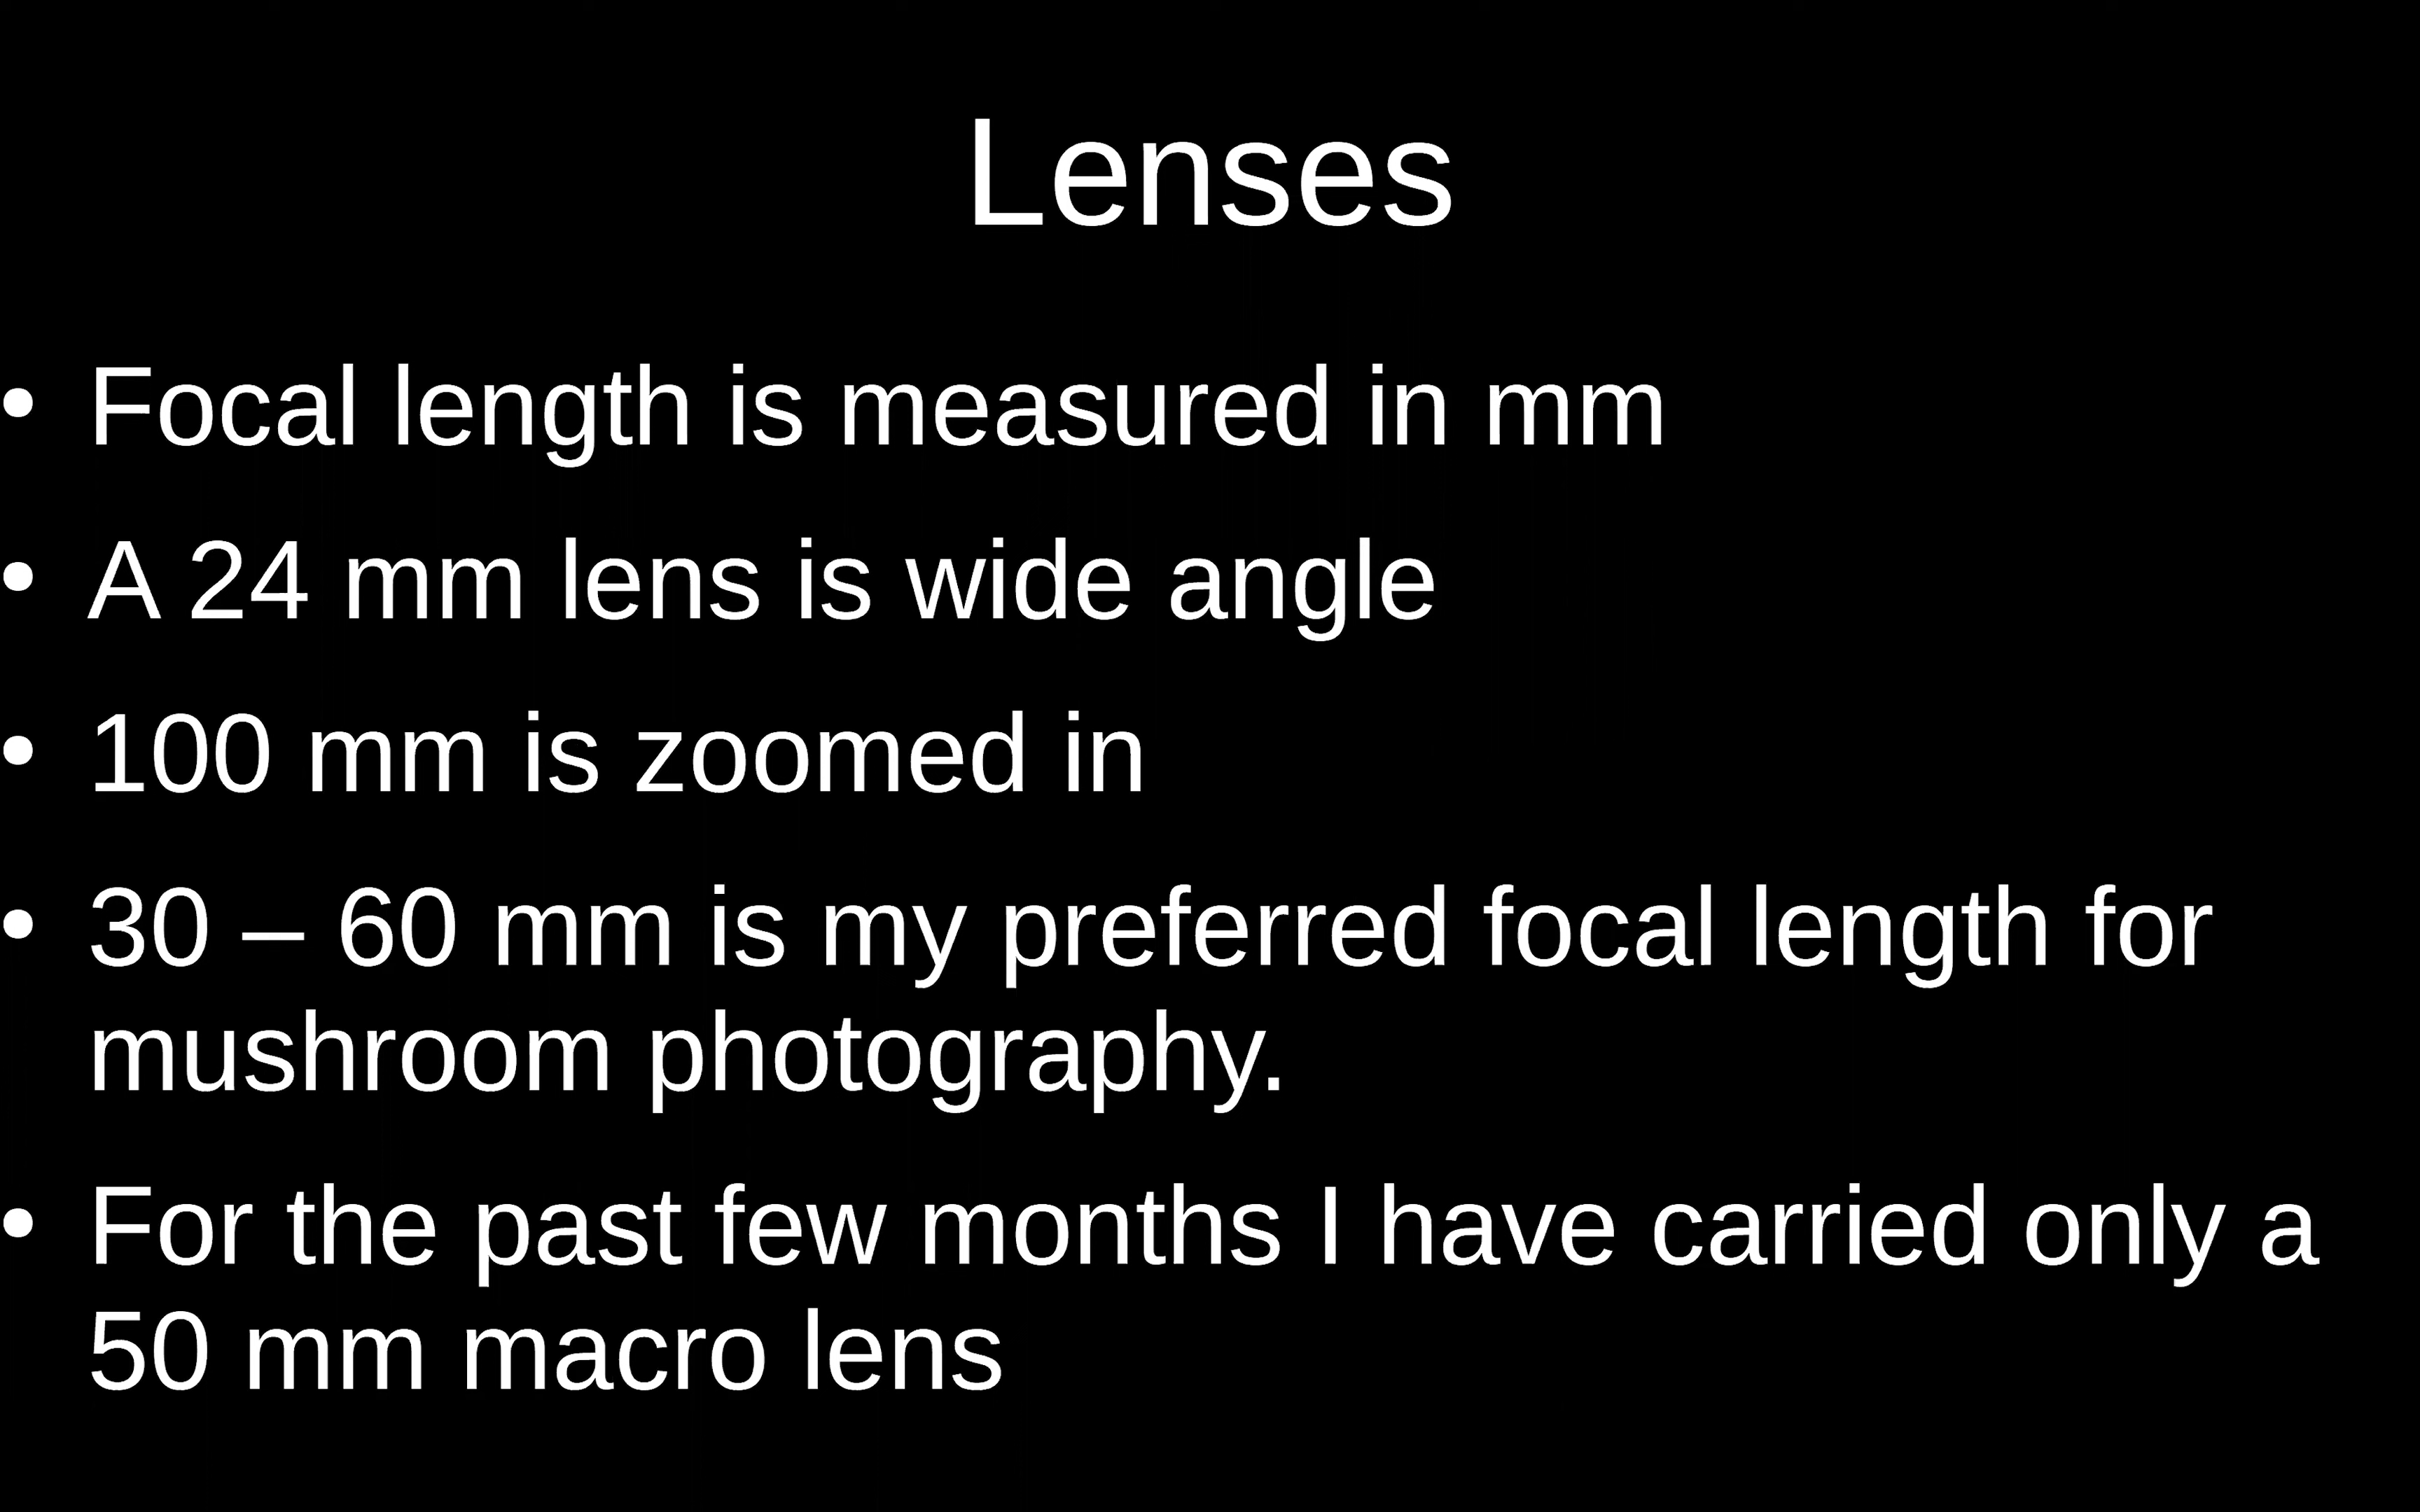 Lenses
• Focal length is measured in mm
• A 24 mm lens is wide angle
• 100 mm is zoomed in
• 30 – 60 mm is my preferred focal length for
mushroom photography.
• For the past few months I have carried only a
50 mm macro lens